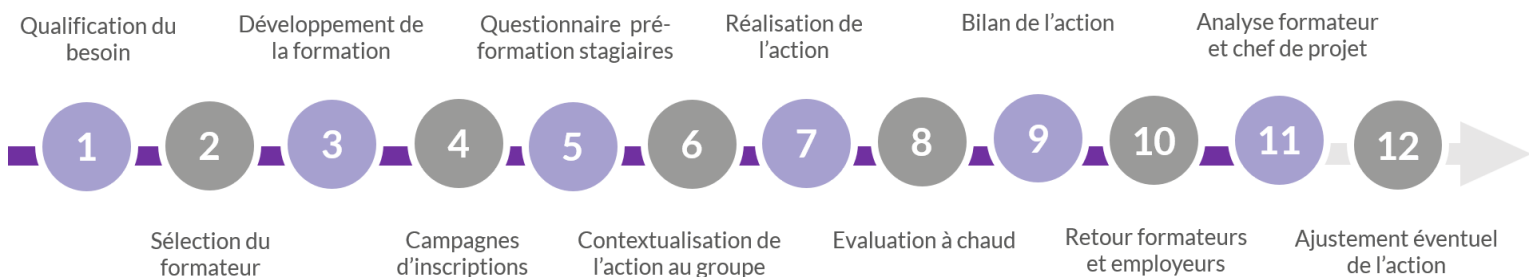 Qualification du
besoin
Développement de
la formation
Questionnaire pré-
formation stagiaires
Réalisation de
l’action
Bilan de l’action
Analyse formateur
et chef de projet
1
2
3
4
5
6
7
8
9
10
11
12
Sélection du
formateur
Campagnes
d’inscriptions
Contextualisation de
l’action au groupe
Evaluation à chaud
Retour formateurs
et employeurs
Ajustement éventuel
de l’action